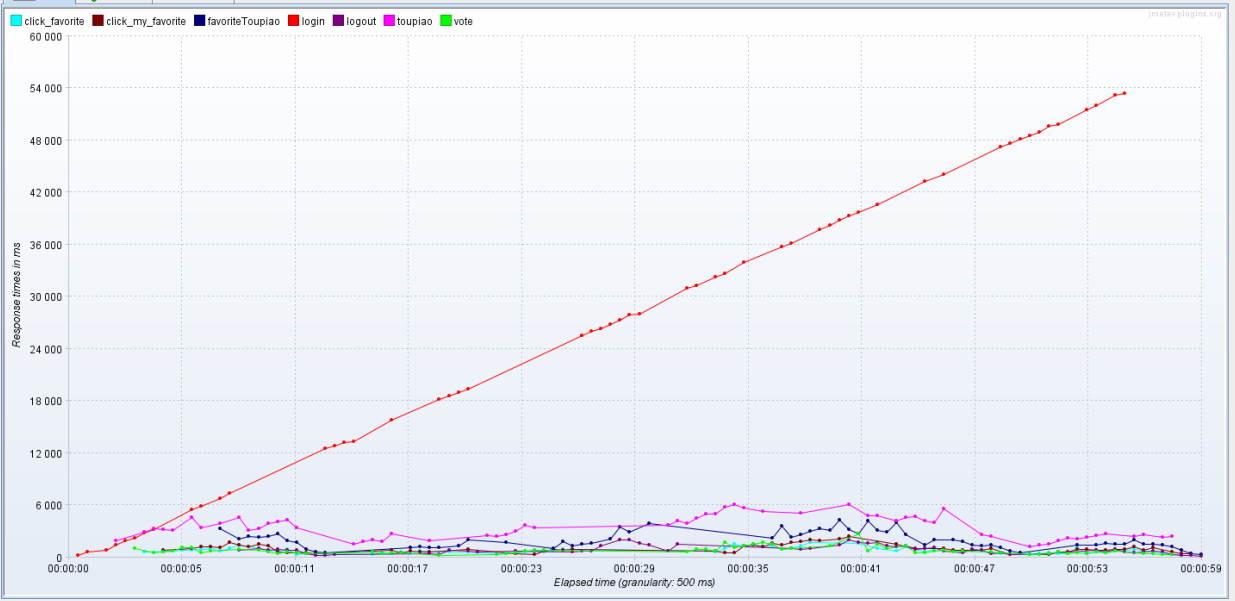 jmeter-plugins.org
click_favorite click_my_favorite favoriteToupiao login logout toupiao vote
60 000
54 000
48 000
42 000
36 000
30 000
24 000
18 000
12 000
6 000
0
Response times in ms
00:00:00 00:00:05 00:00:11 00:00:17 00:00:23 00:00:29 00:00:35 00:00:41 00:00:47 00:00:53 00:00:59
Elapsed time (granularity: 500 ms)